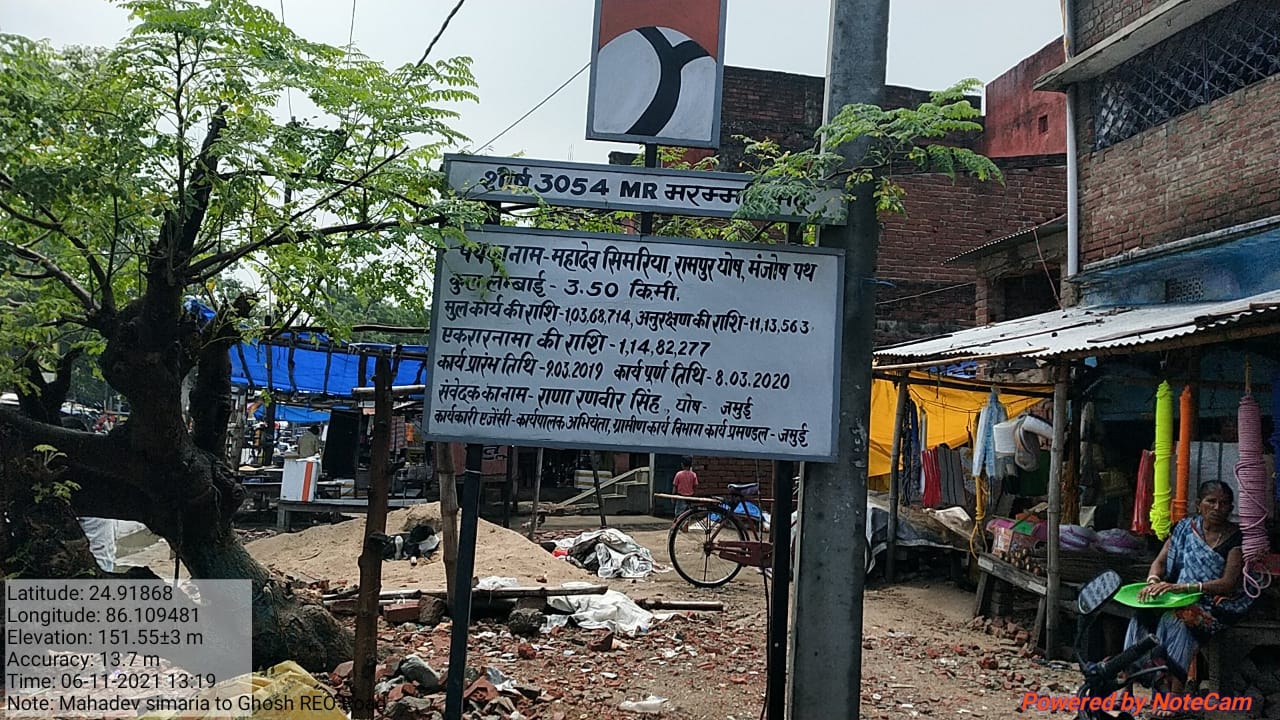 शीर्ष 3054 MR
पथ का नाम- महादेव सिमरिया, रामपुर घोष, मंजोष पथ
कुल लम्बाई - 3.50 कि.मी.
मुल कार्य की राशि -1,03,68,714, अनुरक्षण की राशि -11,13,563
एकरारनामा की राशि - 1,14,82,277
कार्य प्रारंभ तिथि -9.03.2019 कार्य पूर्ण तिथि - 8.03.2020
संवेदक का नाम- राणा रणवीर सिंह, घोष- जमुई
कार्यकारी एजेंसी -कार्यपालक अभियंता, ग्रामीण कार्य विभाग कार्य प्रमण्डल - जमुई
Latitude: 24.91868
Longitude: 86.109481
Elevation: 151.55±3 m
Accuracy: 13.7 m
Time: 06-11-2021 13:19
Note: Mahadev simaria to Ghosh REO Road
Powered by NoteCam